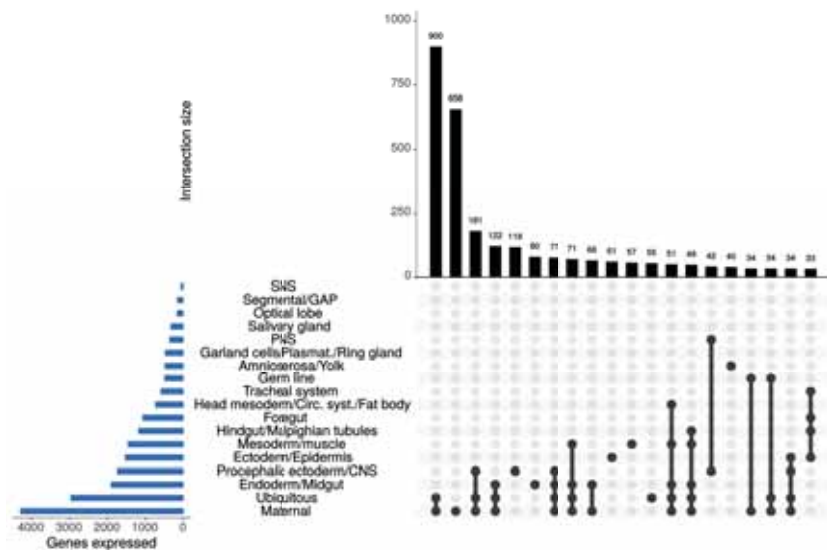 1000
900
750
656
500
250
181
122
119
80
77
71
68
61
57
55
51
48
42
40
34
34
34
33
0
Intersection size
SNS
Segmental/GAP
Optical lobe
Salivary gland
PNS
Garland cells/Plasmat./Ring gland
Amnioserosa/Yolk
Germ line
Tracheal system
Head mesoderm/Circ. syst./Fat body
Foregut
Hindgut/Malpighian tubules
Mesoderm/muscle
Ectoderm/Epidermis
Procephalic ectoderm/CNS
Endoderm/Midgut
Ubiquitous
Maternal
4000 3000 2000 1000 0
Genes expressed